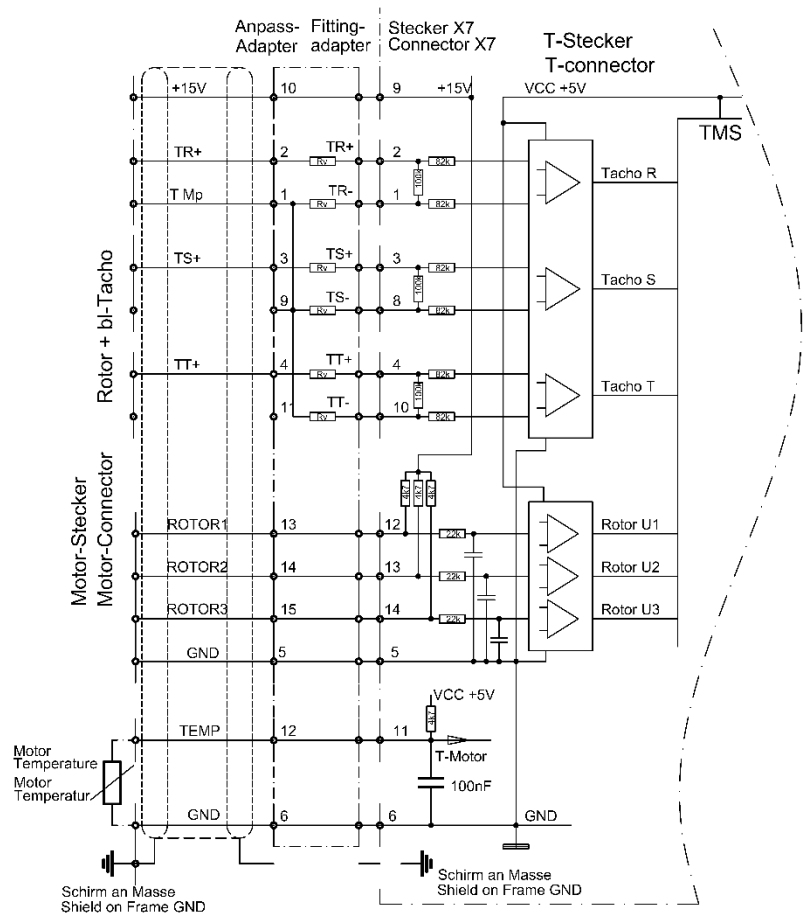 Anpass- Fitting-
Adapter adapter
Stecker X7
Connector X7
T-Stecker
T-connector
+15V 10 9 +15V VCC +5V
TMS
TR+ 2 TR+ 2 82k
Rv 100k Tacho R
T Mp 1 TR- 1 82k
Rv
TS+ 3 TS+ 3 82k
Rv 100k Tacho S
9 TS- 8 82k
Rv
TT+ 4 TT+ 4 82k
Rv 100k Tacho T
11 TT- 10 82k
Rv
Rotor + bl-Tacho
4k7 4k7 4k7
Motor-Stecker
Motor-Connector
ROTOR1 13 12 22k Rotor U1
ROTOR2 14 13 22k Rotor U2
ROTOR3 15 14 22k Rotor U3
GND 5 5
VCC +5V
4k7
TEMP 12 11
T-Motor
Motor
Temperature
Motor
Temperatur
100nF
GND 6 6 GND
Schirm an Masse
Shield on Frame GND
Schirm an Masse
Shield on Frame GND